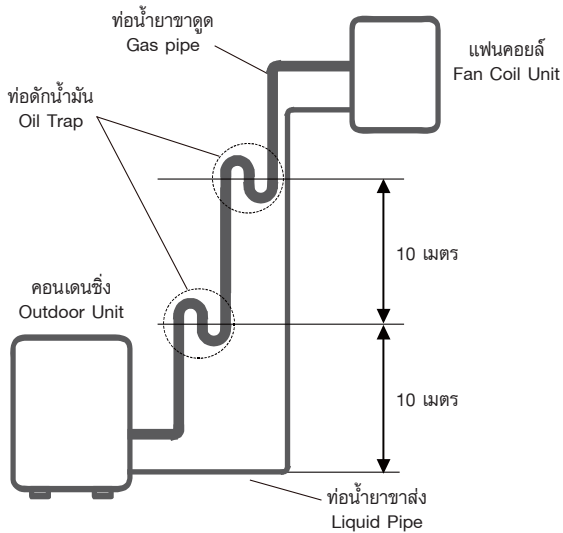 ท่อน้ำยาขาดูด
Gas pipe
แฟนคอยล์
Fan Coil Unit
ท่อดักน้ำมัน
Oil Trap
10 เมตร
คอนเดนซิ่ง
Outdoor Unit
10 เมตร
ท่อน้ำยาขาส่ง
Liquid Pipe